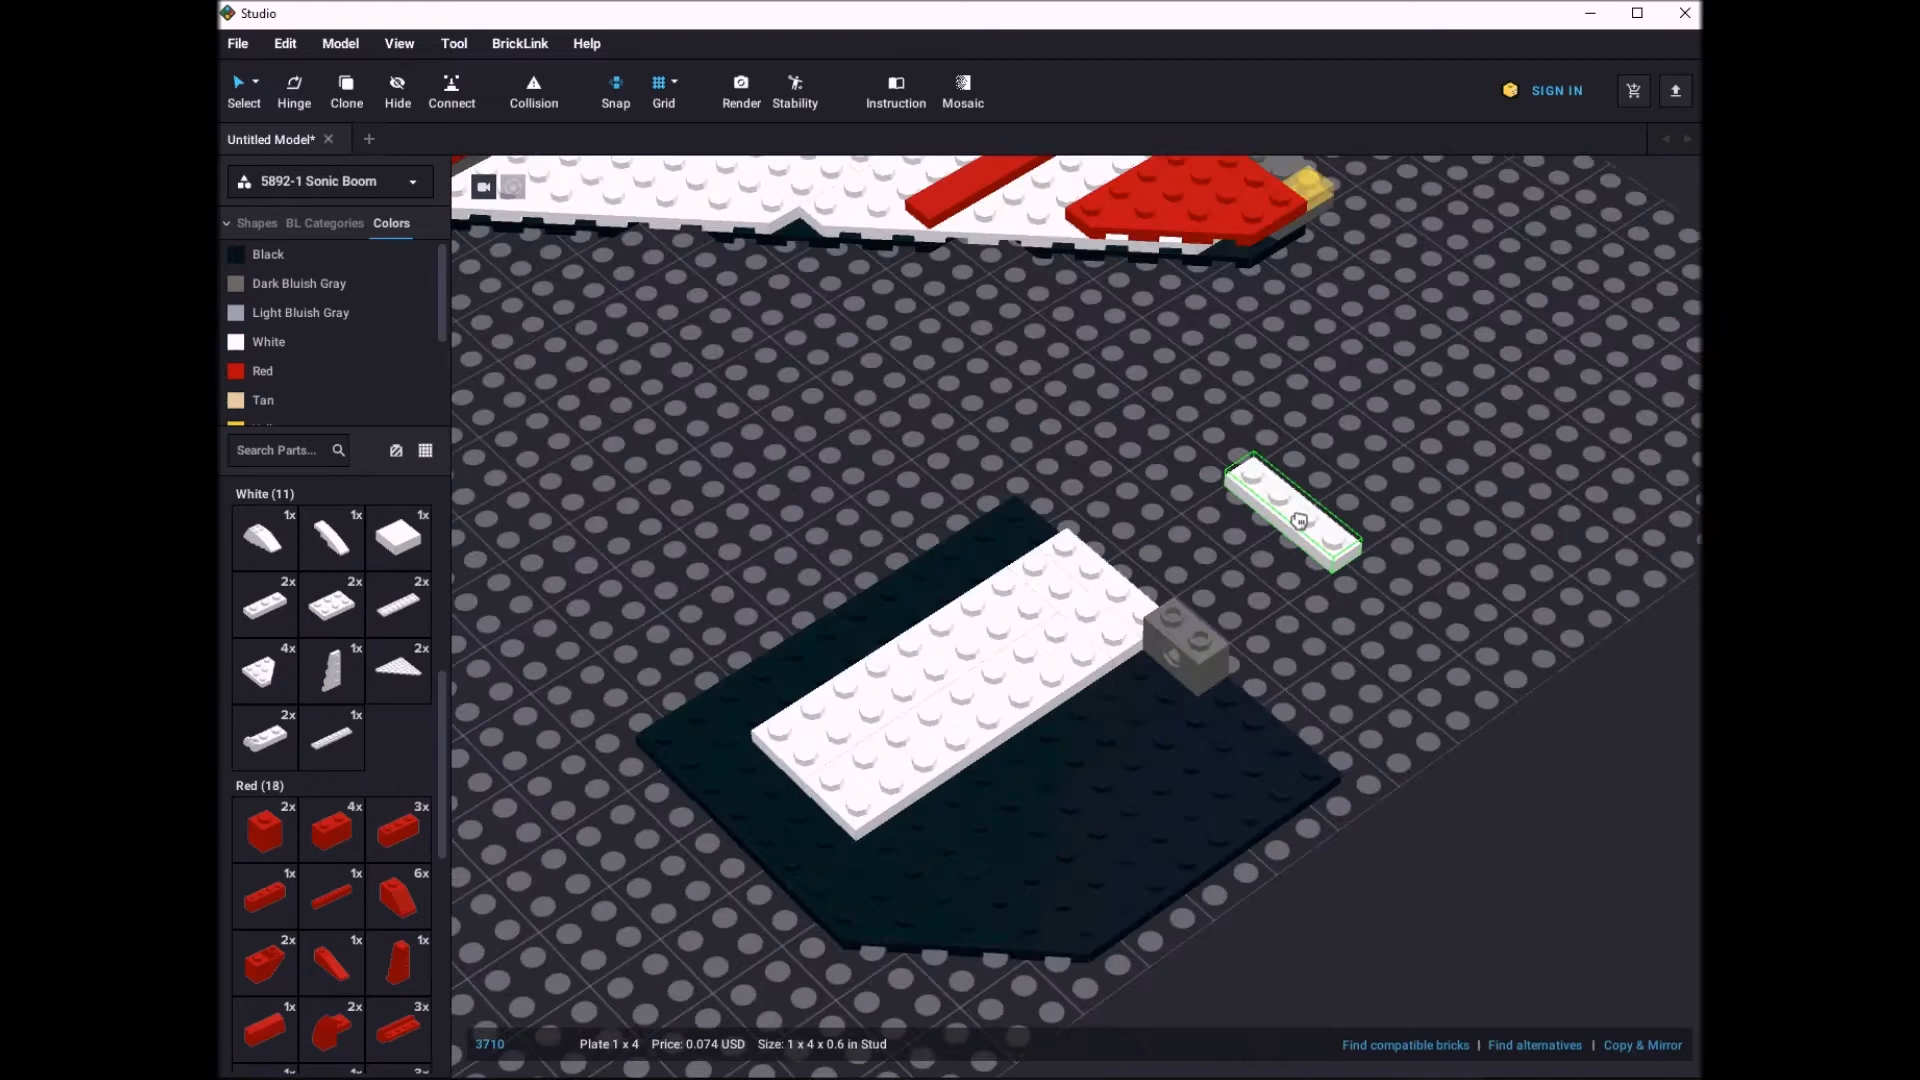 Studio
File Edit Model View Tool BrickLink Help
Select Hinge Clone Hide Connect Collision Snap Grid Render Stability Instruction Mosaic SIGN IN
Untitled Model*
5892-1 Sonic Boom
Shapes BL Categories Colors
Black
Dark Bluish Gray
Light Bluish Gray
White
Red
Tan
Search Parts...
White (11)
1x 1x 1x
2x 2x 2x
4x 1x 2x
2x 1x
Red (18)
2x 4x 3x
1x 1x 6x
2x 1x 1x
1x 2x 3x
3710 Plate 1 x 4 Price: 0.074 USD Size: 1 x 4 x 0.6 in Stud Find compatible bricks | Find alternatives | Copy & Mirror